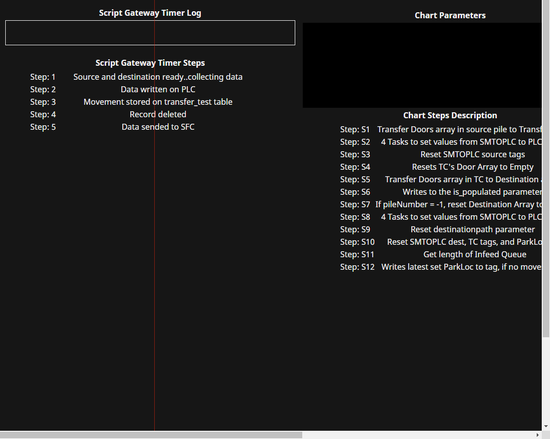 Script Gateway Timer Log
Script Gateway Timer Steps
Step: 1 Source and destination ready..collecting data
Step: 2 Data written on PLC
Step: 3 Movement stored on transfer_test table
Step: 4 Record deleted
Step: 5 Data sended to SFC
Chart Parameters
Chart Steps Description
Step: S1 Transfer Doors array in source pile to Transf
Step: S2 4 Tasks to set values from SMTOPLC to PLC
Step: S3 Reset SMTOPLC source tags
Step: S4 Resets TC's Door Array to Empty
Step: S5 Transfer Doors array in TC to Destination
Step: S6 Writes to the is_populated parameter
Step: S7 If pileNumber = -1, reset Destination Array to
Step: S8 4 Tasks to set values from SMTOPLC to PLC
Step: S9 Reset destinationpath parameter
Step: S10 Reset SMTOPLC dest, TC tags, and ParkLo
Step: S11 Get length of Infeed Queue
Step: S12 Writes latest set ParkLoc to tag, if no move